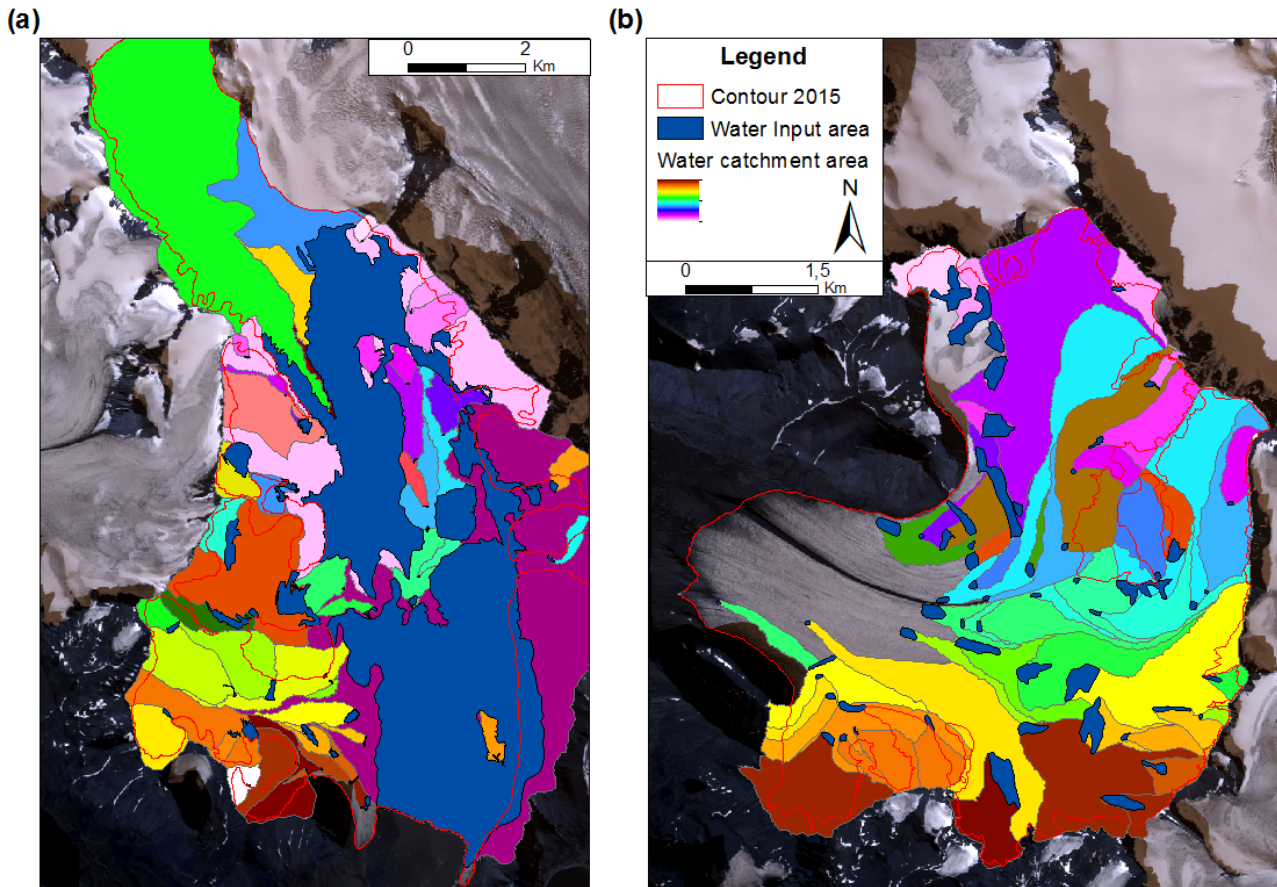 (a)
0 2
Km
(b)
Legend
Contour 2015
Water Input area
Water catchment area
N
0 1,5
Km